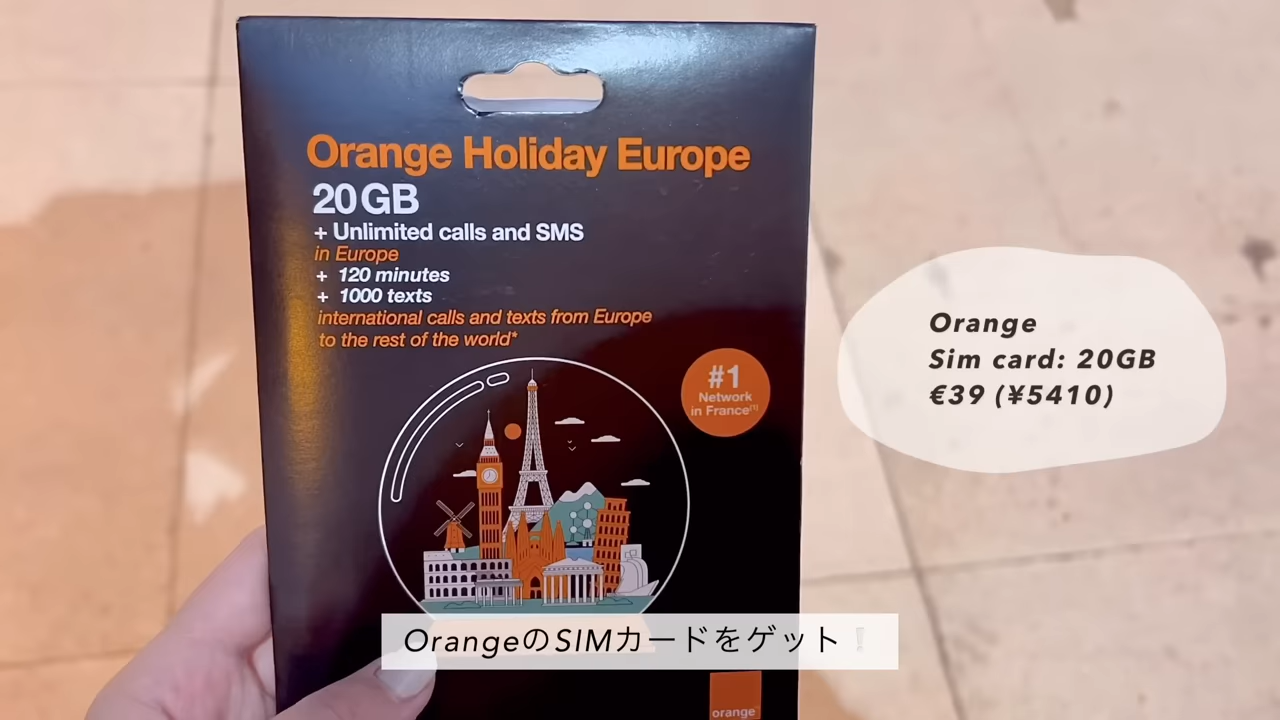 Orange Holiday Europe
20GB
+ Unlimited calls and SMS
in Europe
+ 120 minutes
+ 1000 texts
international calls and texts from Europe
to the rest of the world*
#1
Network
in France(1)
Orange
Sim card: 20GB
€39 (¥5410)
OrangeのSIMカードをゲット❕
orange™